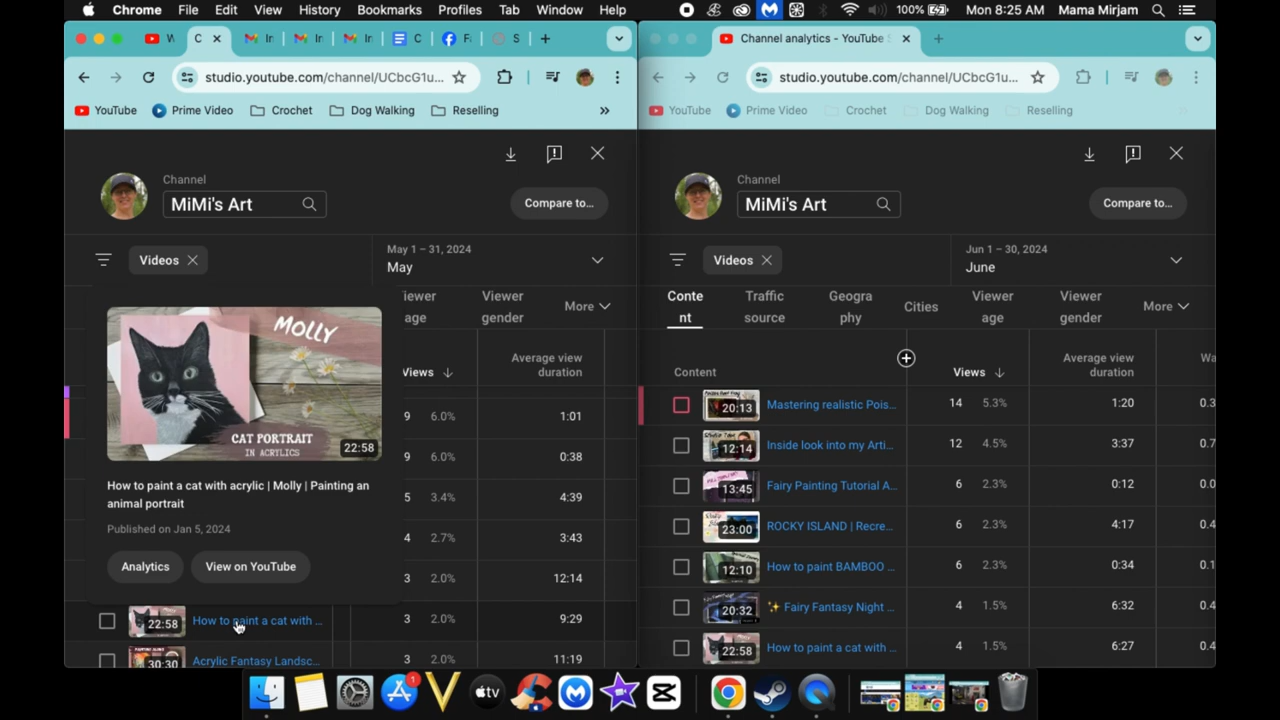 Chrome File Edit View History Bookmarks Profiles Tab Window Help 100% Mon 8:25 AM Mama Mirjam
Channel analytics - YouTube
studio.youtube.com/channel/UCbcG1u...
studio.youtube.com/channel/UCbcG1u...
YouTube Prime Video Crochet Dog Walking Reselling »
YouTube Prime Video Crochet Dog Walking Reselling
Channel
MiMi's Art
Compare to...
Videos
May 1 – 31, 2024
May
Viewer
gender
More
MOLLY
CAT PORTRAIT
IN ACRYLICS
22:58
How to paint a cat with acrylic | Molly | Painting an
animal portrait
Published on Jan 5, 2024
Analytics View on YouTube
Views Average view
duration
9 6.0% 1:01
9 6.0% 0:38
5 3.4% 4:39
4 2.7% 3:43
3 2.0% 12:14
22:58 How to paint a cat with ... 3 2.0% 9:29
30:30 Acrylic Fantasy Landsc... 3 2.0% 11:19
Channel
MiMi's Art
Compare to...
Videos
Jun 1 – 30, 2024
June
Conte
nt
Traffic
source
Geogra
phy
Cities
Viewer
age
Viewer
gender
More
Content Views Average view
duration
20:13 Mastering realistic Pois... 14 5.3% 1:20
12:14 Inside look into my Arti... 12 4.5% 3:37
13:45 Fairy Painting Tutorial A... 6 2.3% 0:12
23:00 ROCKY ISLAND | Recre... 6 2.3% 4:17
12:10 How to paint BAMBOO ... 6 2.3% 0:34
20:32 ✨ Fairy Fantasy Night ... 4 1.5% 6:32
22:58 How to paint a cat with ... 4 1.5% 6:27
tv